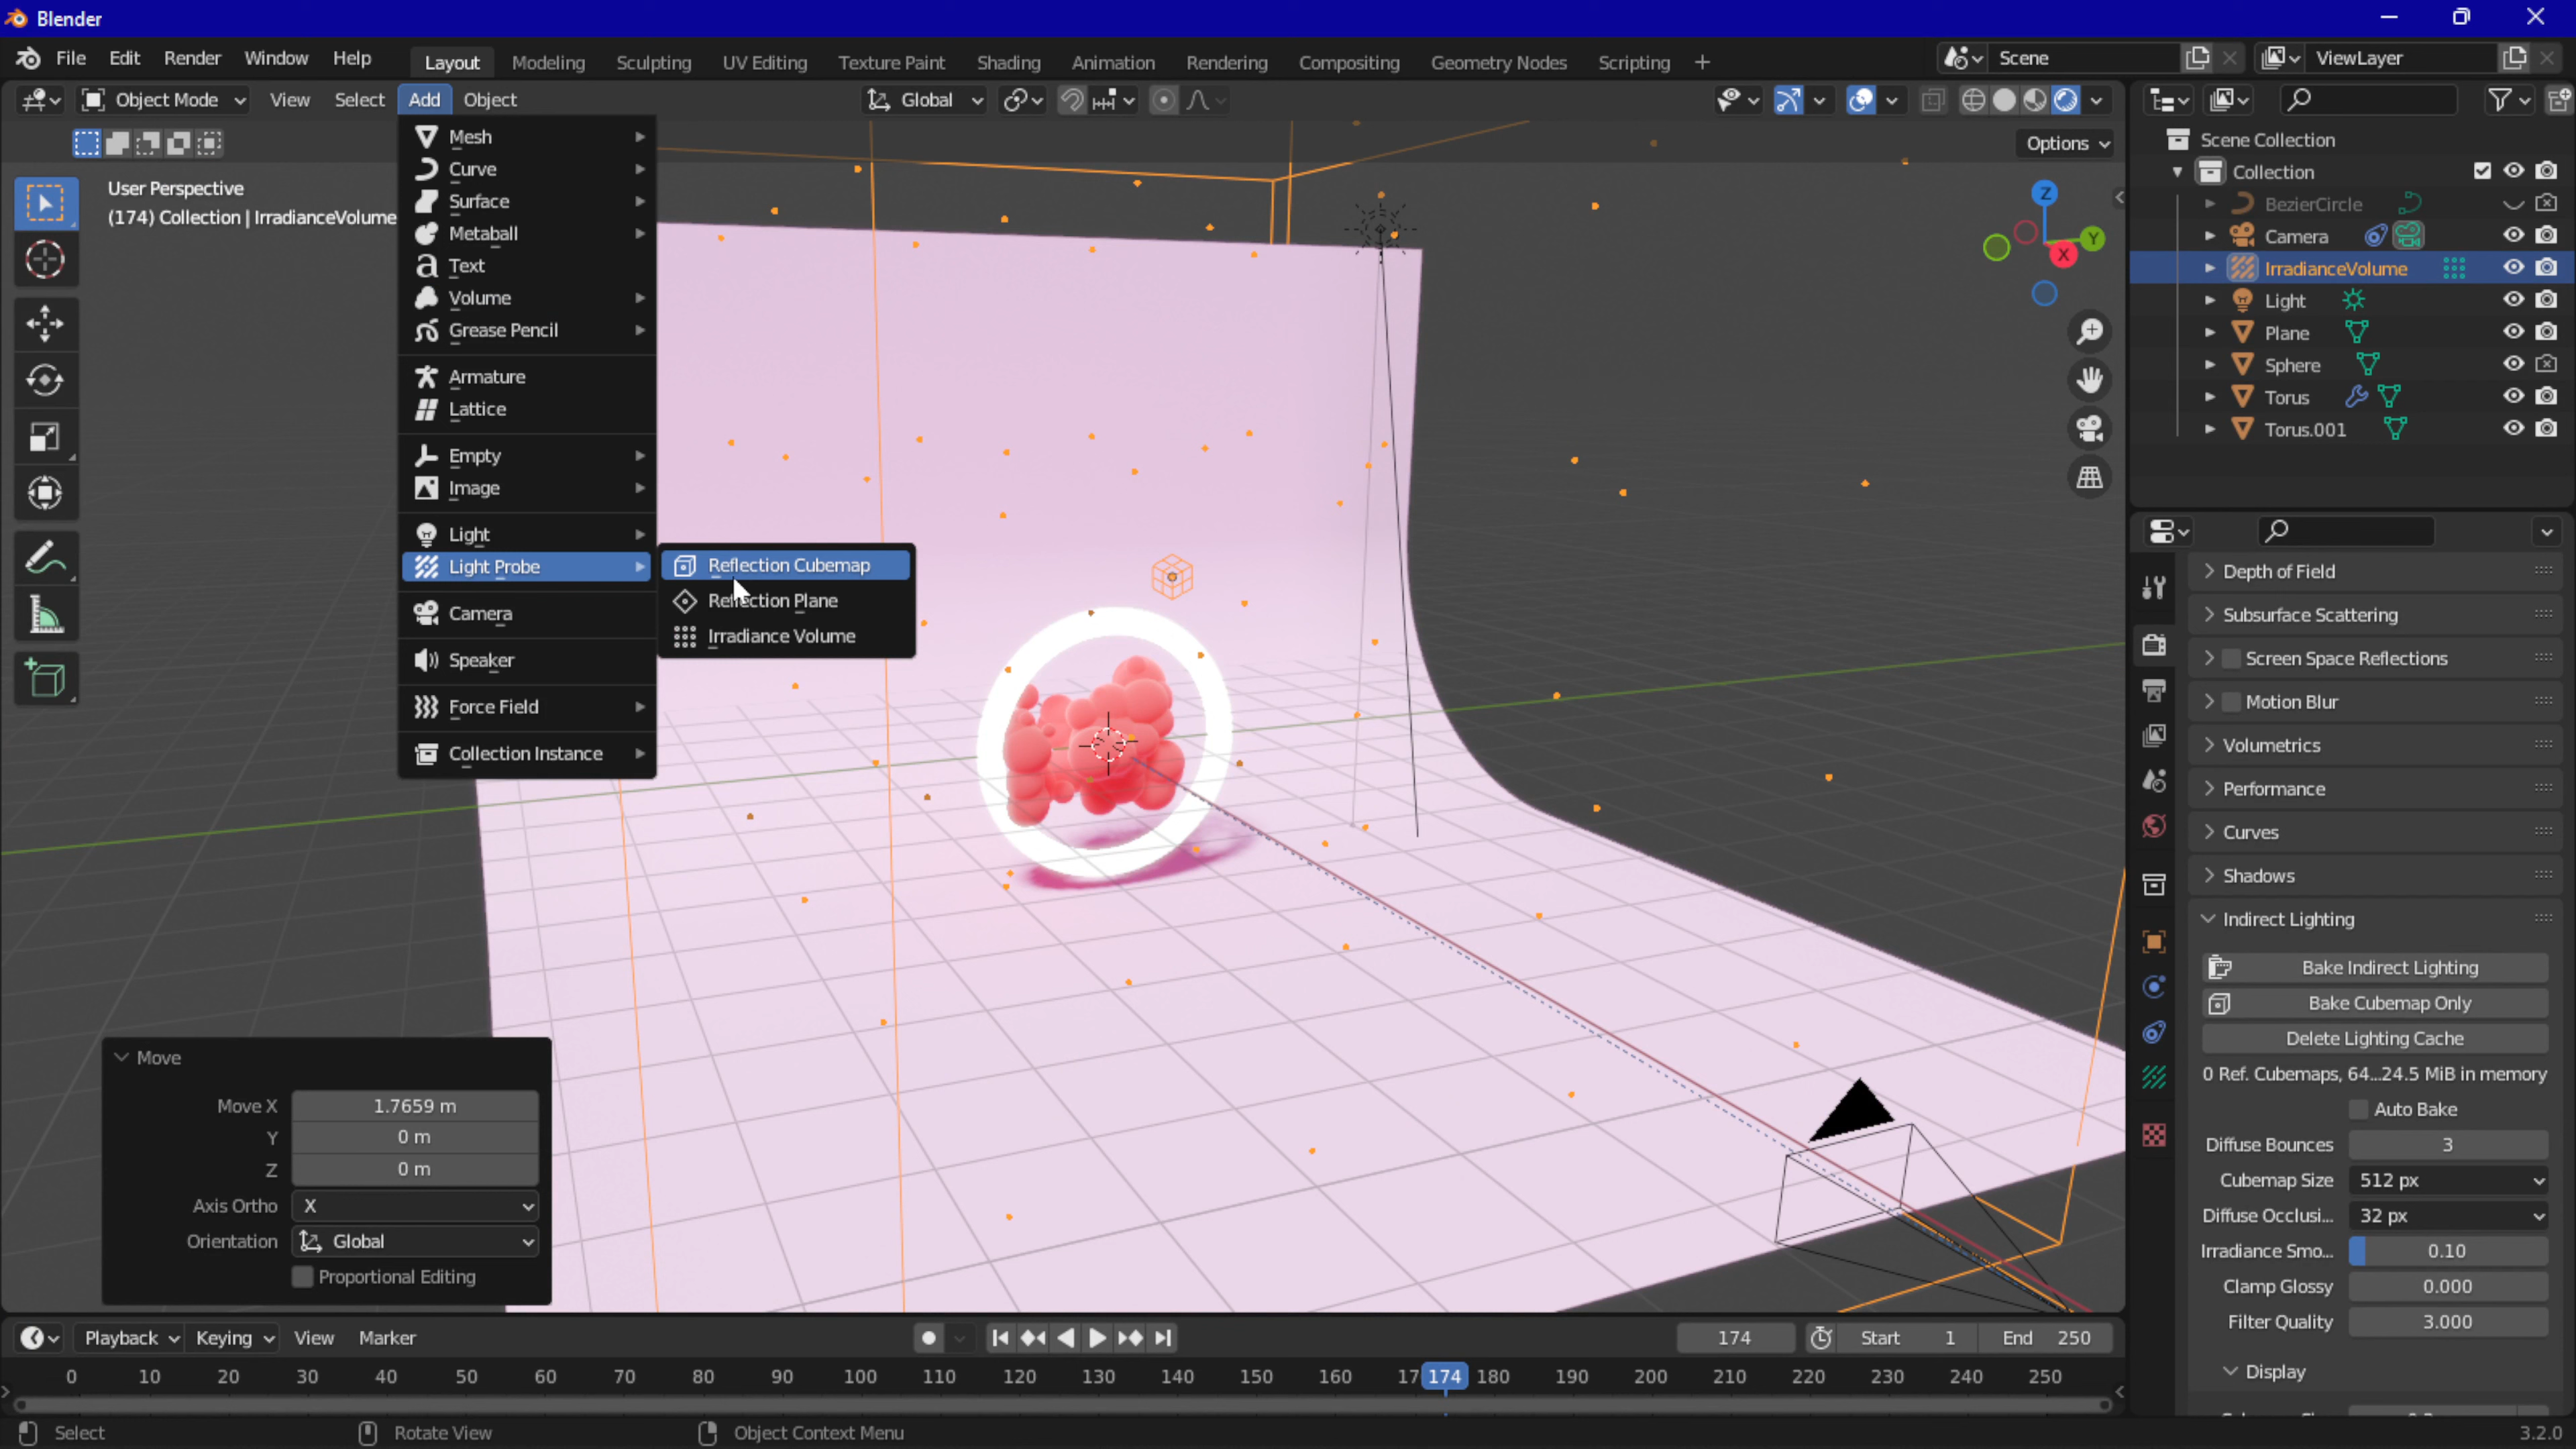 Blender
File Edit Render Window Help Layout Modeling Sculpting UV Editing Texture Paint Shading Animation Rendering Compositing Geometry Nodes Scripting + Scene ViewLayer
Object Mode View Select Add Object Global
Options
User Perspective
(174) Collection | IrradianceVolume
Mesh
Curve
Surface
Metaball
Text
Volume
Grease Pencil
Armature
Lattice
Empty
Image
Light
Light Probe
Camera
Speaker
Force Field
Collection Instance
Reflection Cubemap
Reflection Plane
Irradiance Volume
Z
Y
X
Move
Move X 1.7659 m
Y 0 m
Z 0 m
Axis Ortho X
Orientation Global
Proportional Editing
Scene Collection
Collection
BezierCircle
Camera
IrradianceVolume
Light
Plane
Sphere
Torus
Torus.001
Depth of Field
Subsurface Scattering
Screen Space Reflections
Motion Blur
Volumetrics
Performance
Curves
Shadows
Indirect Lighting
Bake Indirect Lighting
Bake Cubemap Only
Delete Lighting Cache
0 Ref. Cubemaps, 64...24.5 MiB in memory
Auto Bake
Diffuse Bounces 3
Cubemap Size 512 px
Diffuse Occlusi... 32 px
Irradiance Smo... 0.10
Clamp Glossy 0.000
Filter Quality 3.000
Display
Playback Keying View Marker 174 Start 1 End 250
0 10 20 30 40 50 60 70 80 90 100 110 120 130 140 150 160 17 174 180 190 200 210 220 230 240 250
Select Rotate View Object Context Menu 3.2.0